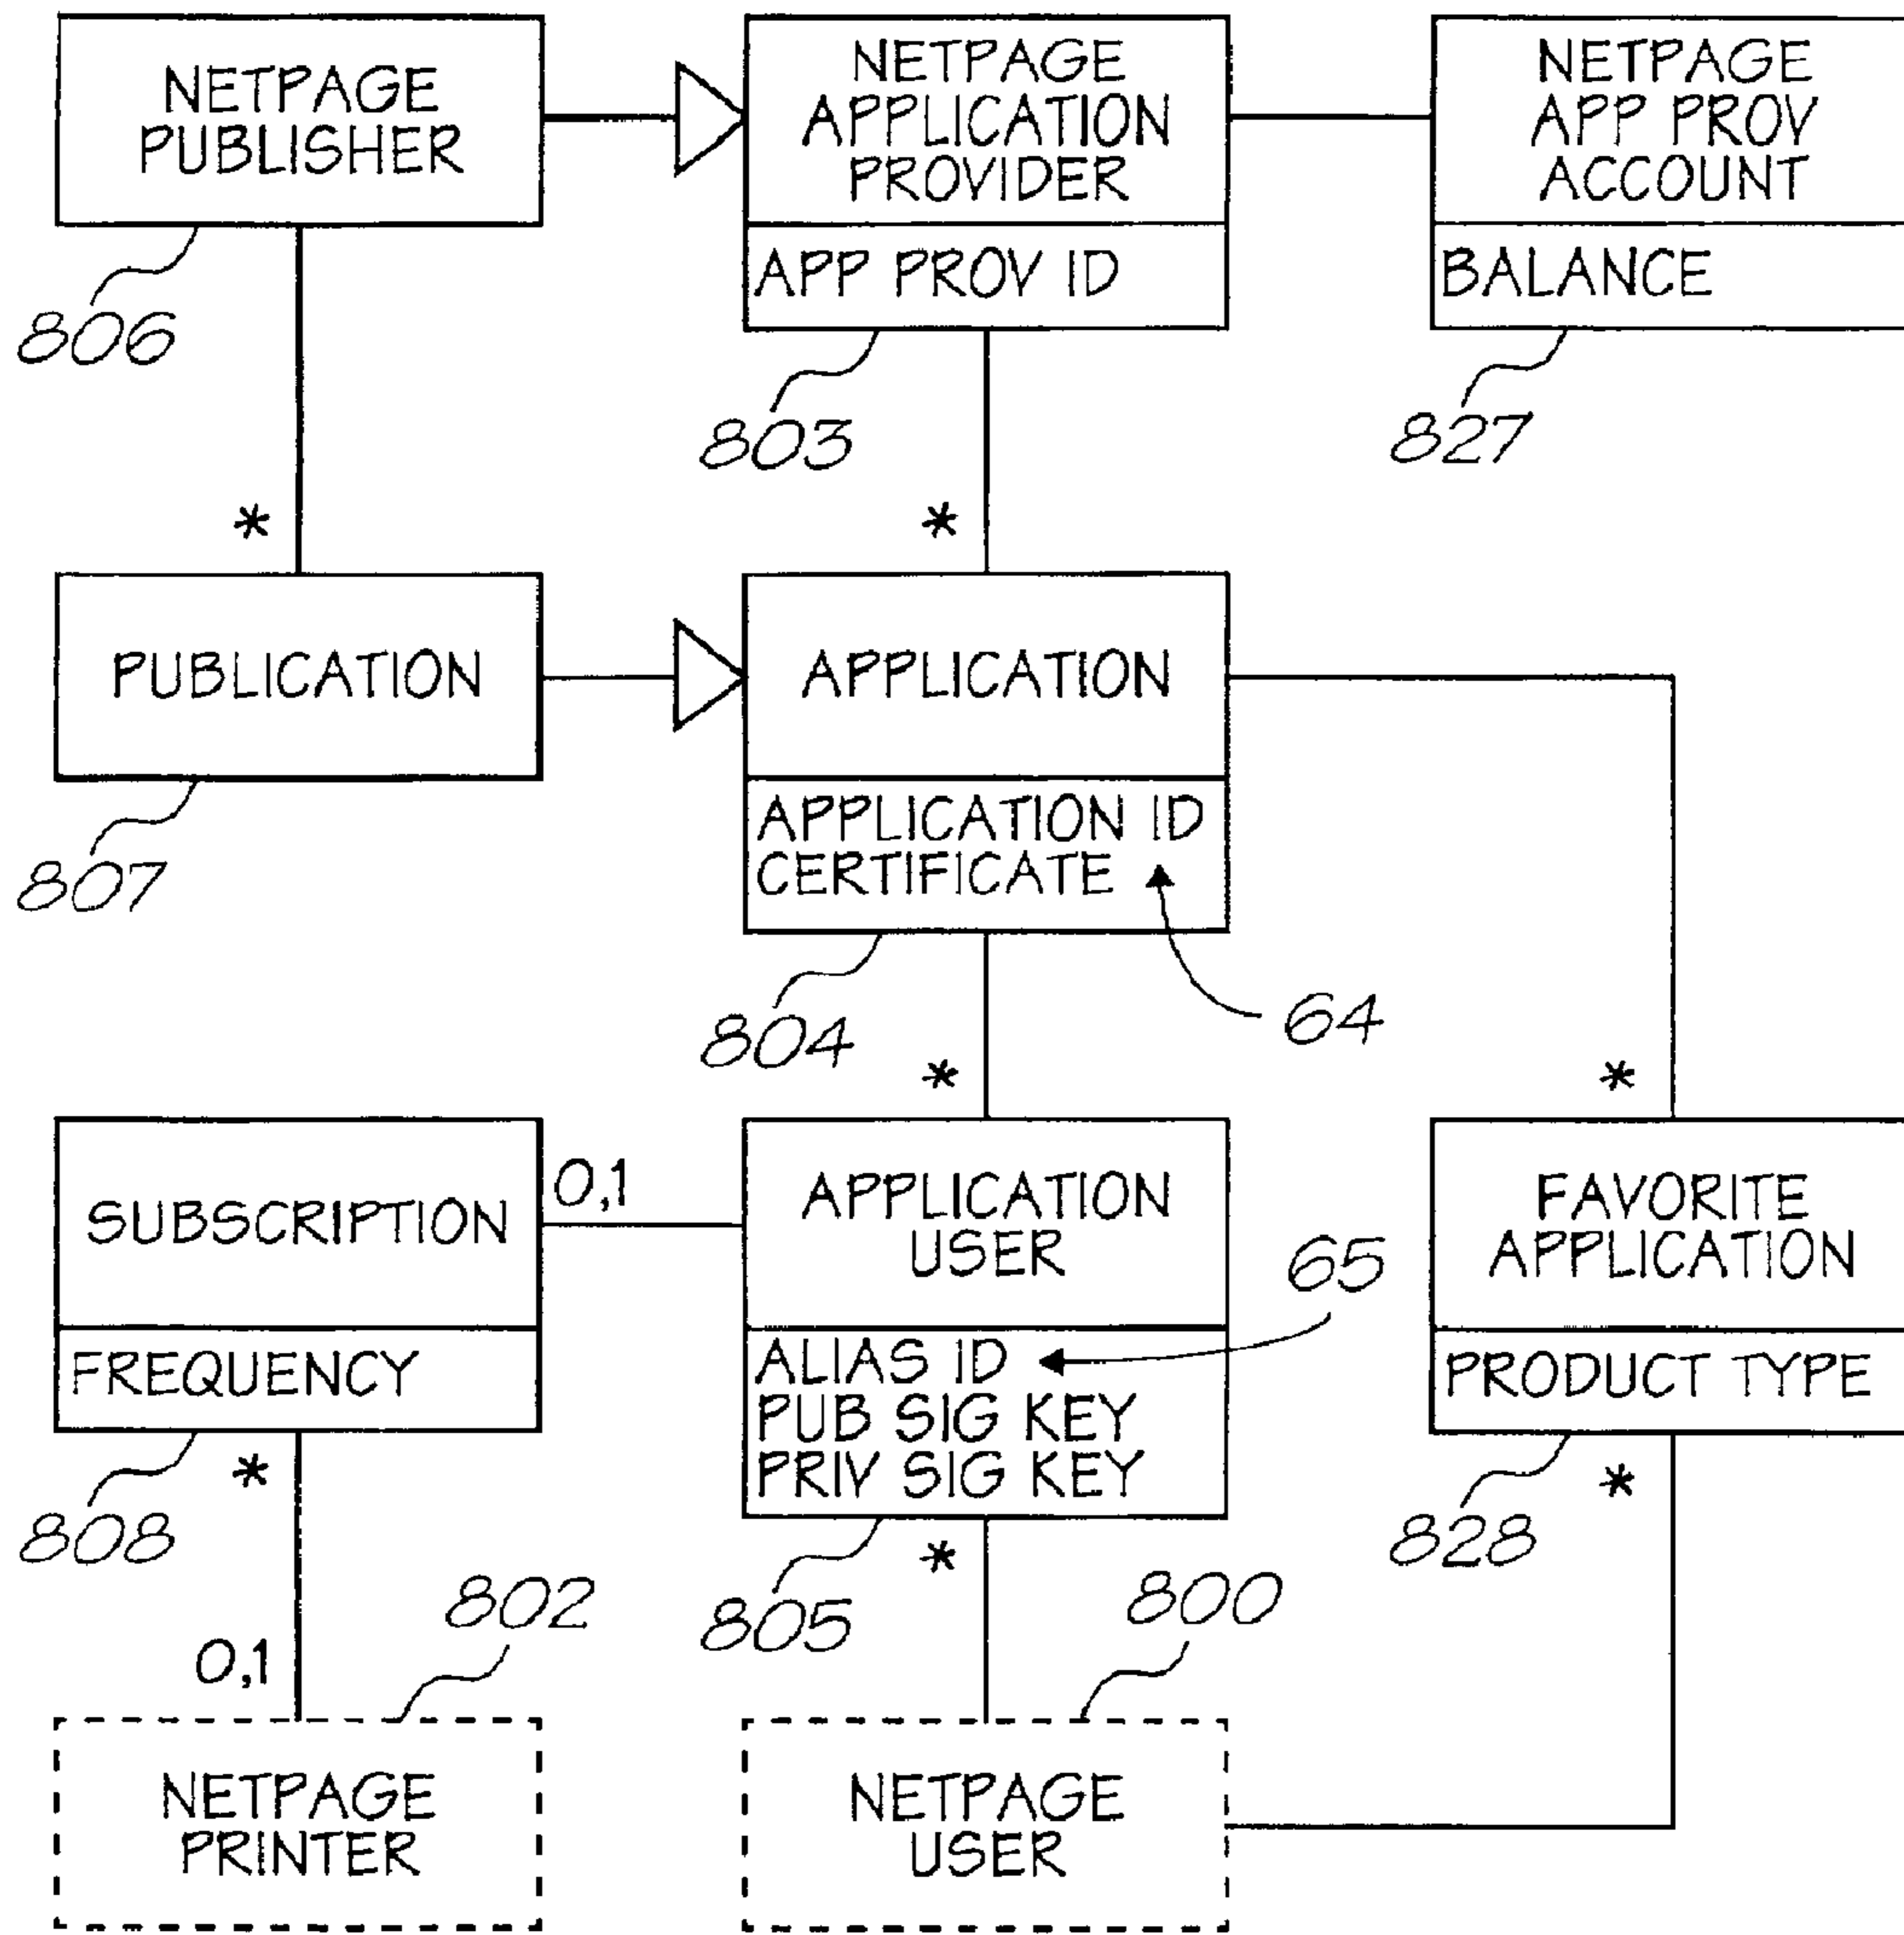 NETPAGE
PUBLISHER
NETPAGE
APPLICATION
PROVIDER
NETPAGE
APP PROV
ACCOUNT
APP PROV ID
BALANCE
806
803
827
*
*
PUBLICATION
APPLICATION
APPLICATION ID
CERTIFICATE
807
804
64
*
*
SUBSCRIPTION
0,1
APPLICATION
USER
FAVORITE
APPLICATION
65
FREQUENCY
ALIAS ID
PUB SIG KEY
PRIV SIG KEY
PRODUCT TYPE
808
*
805
*
828
*
802
800
0,1
NETPAGE
PRINTER
NETPAGE
USER